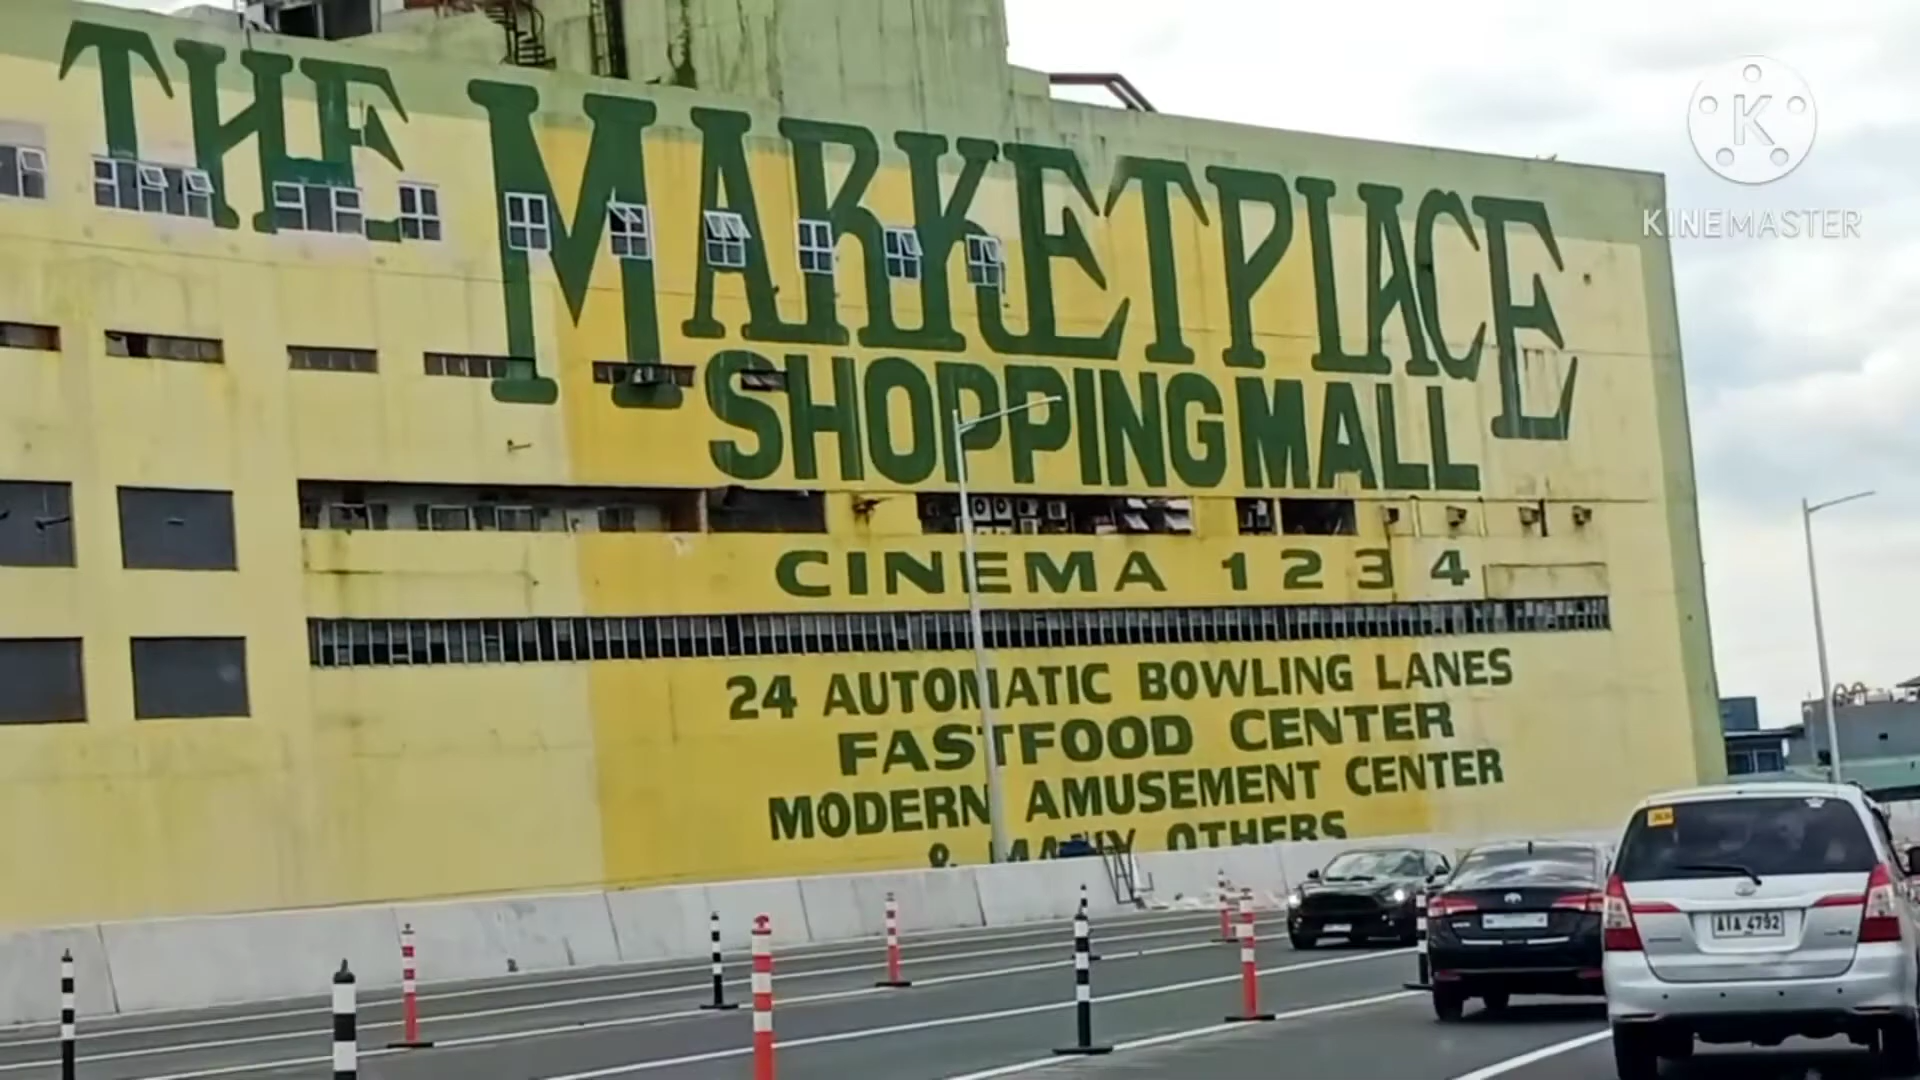 THE MARKETPLACE
SHOPPING MALL
CINEMA 1 2 3 4
24 AUTOMATIC BOWLING LANES
FASTFOOD CENTER
MODERN AMUSEMENT CENTER
& MANY OTHERS
K
KINEMASTER
AIA 4792